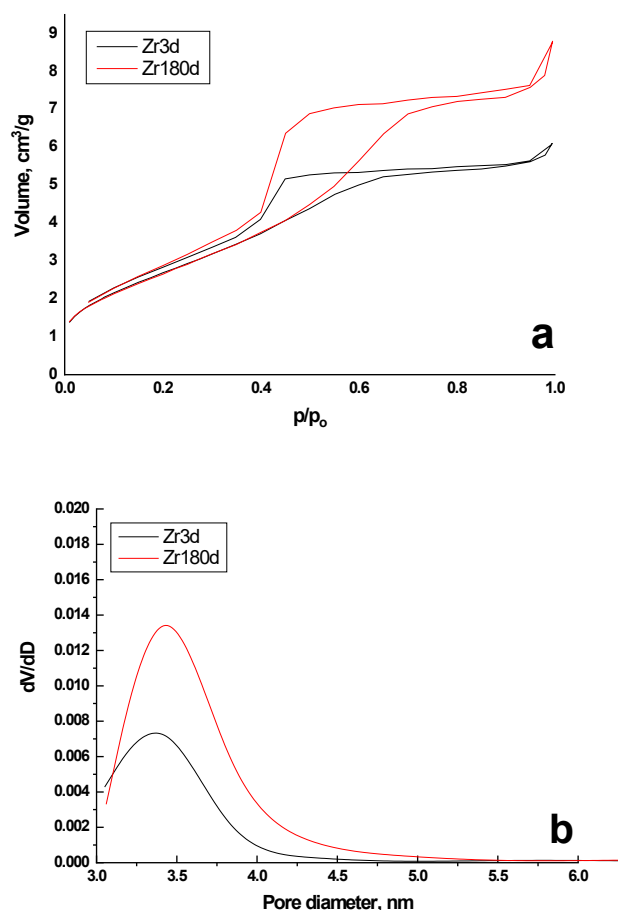 9
8
7
6
5
4
3
2
1
0
Volume, cm³/g
Zr3d
Zr180d
a
0.0 0.2 0.4 0.6 0.8 1.0
p/pₒ
0.020
0.018
0.016
0.014
0.012
0.010
0.008
0.006
0.004
0.002
0.000
dV/dD
Zr3d
Zr180d
b
3.0 3.5 4.0 4.5 5.0 5.5 6.0
Pore diameter, nm